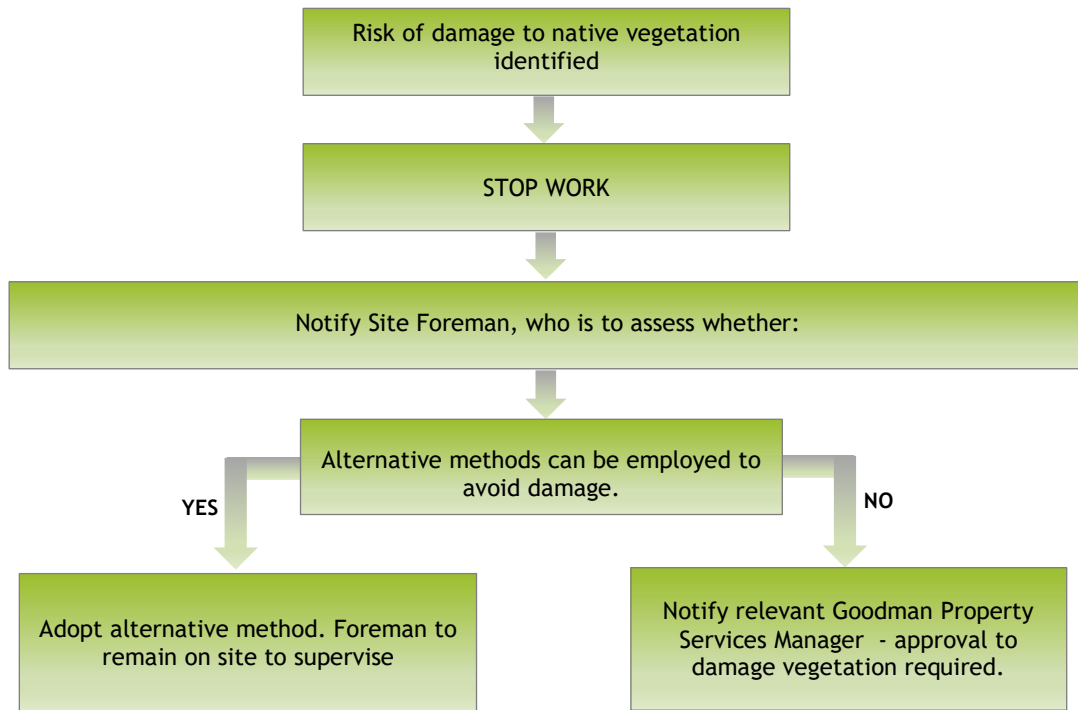 Risk of damage to native vegetation
identified
STOP WORK
Notify Site Foreman, who is to assess whether:
Alternative methods can be employed to
avoid damage.
YES
NO
Adopt alternative method. Foreman to
remain on site to supervise
Notify relevant Goodman Property
Services Manager - approval to
damage vegetation required.